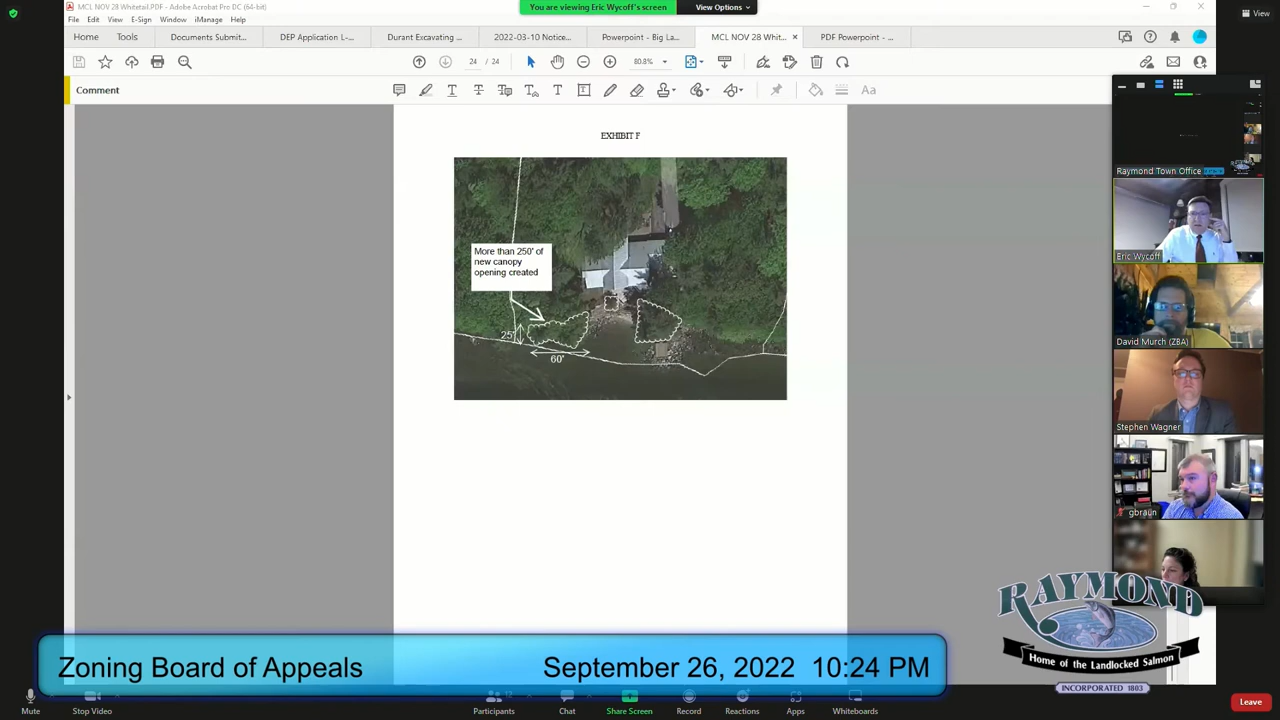 MCL NOV 28 Whitetail.PDF - Adobe Acrobat Pro DC (64-bit)
You are viewing Eric Wycoff's screen
View Options
View
File Edit View E-Sign Window iManage Help
Home
Tools
Documents Submit...
DEP Application L-...
Durant Excavating ...
2022-03-10 Notice...
Powerpoint - Big La...
MCL NOV 28 Whit...
PDF Powerpoint - ...
24 / 24
80.8%
Comment
EXHIBIT F
More than 250' of
new canopy
opening created
25'
60'
Raymond Town Office
Eric Wycoff
David Murch (ZBA)
Stephen Wagner
gbraun
RAYMOND
Home of the Landlocked Salmon
INCORPORATED 1803
Zoning Board of Appeals
September 26, 2022 10:24 PM
Mute
Stop Video
Participants
12
Chat
Share Screen
Record
Reactions
Apps
Whiteboards
Leave